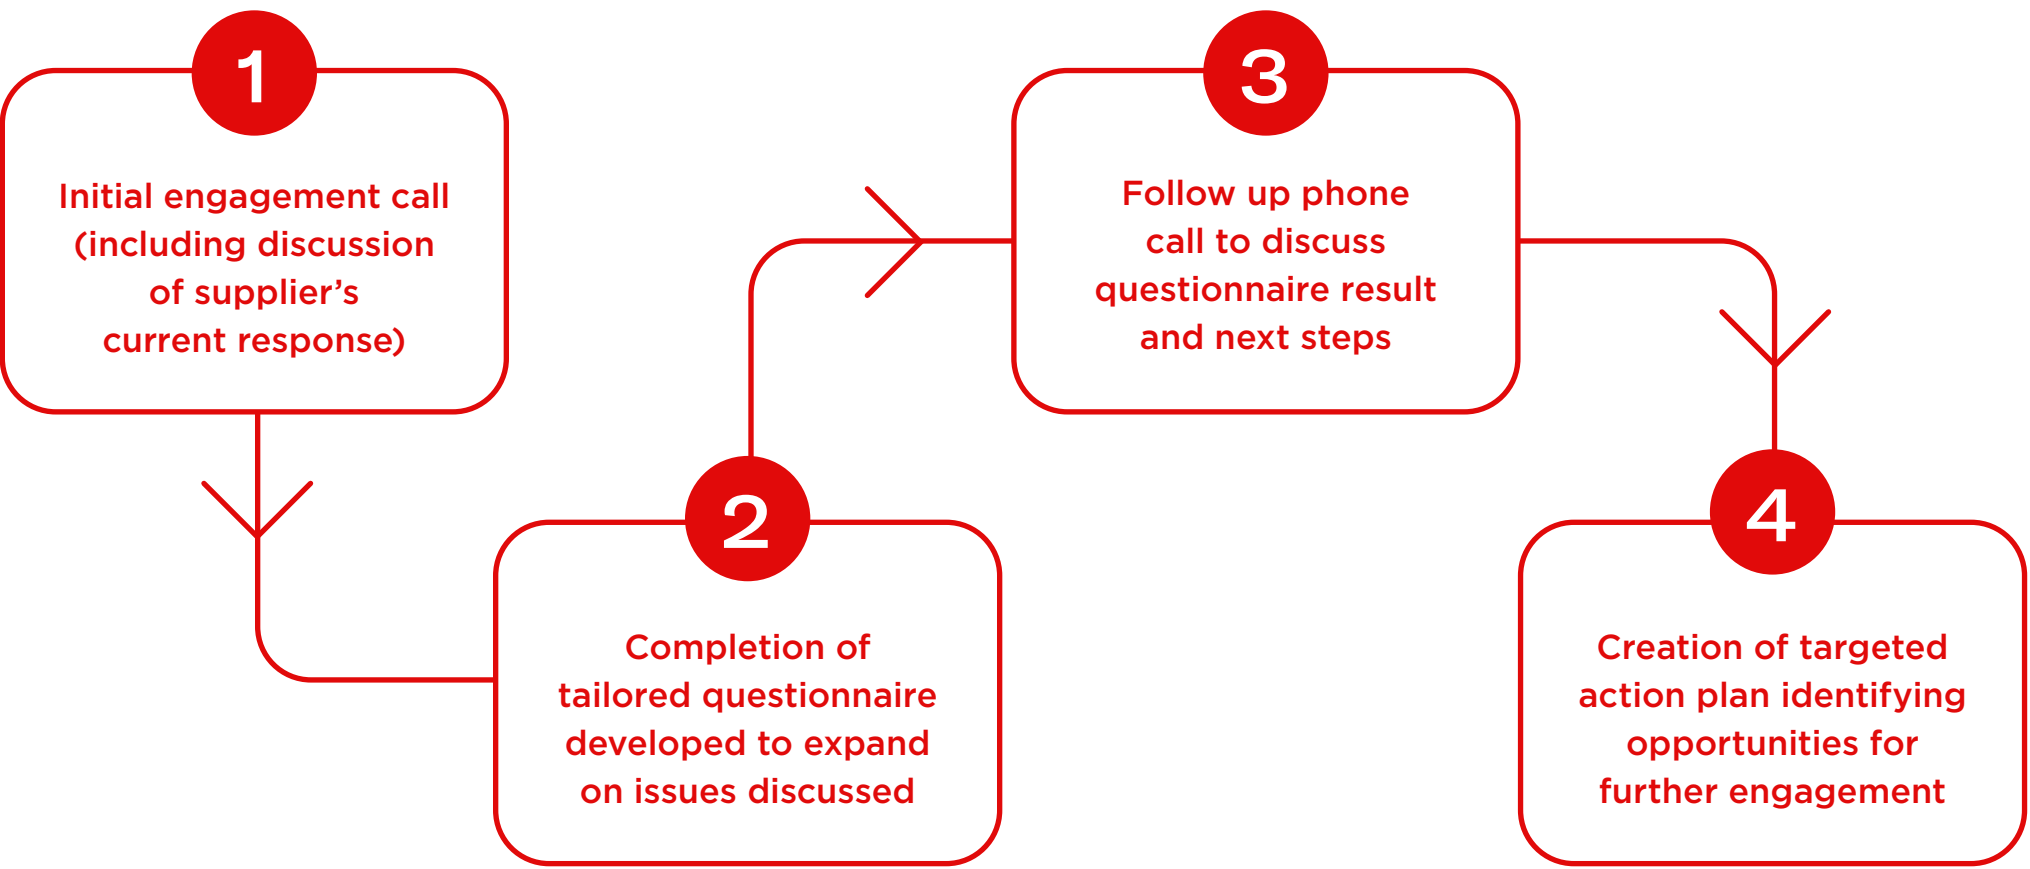 1
Initial engagement call
(including discussion
of supplier’s
current response)
2
Completion of
tailored questionnaire
developed to expand
on issues discussed
3
Follow up phone
call to discuss
questionnaire result
and next steps
4
Creation of targeted
action plan identifying
opportunities for
further engagement